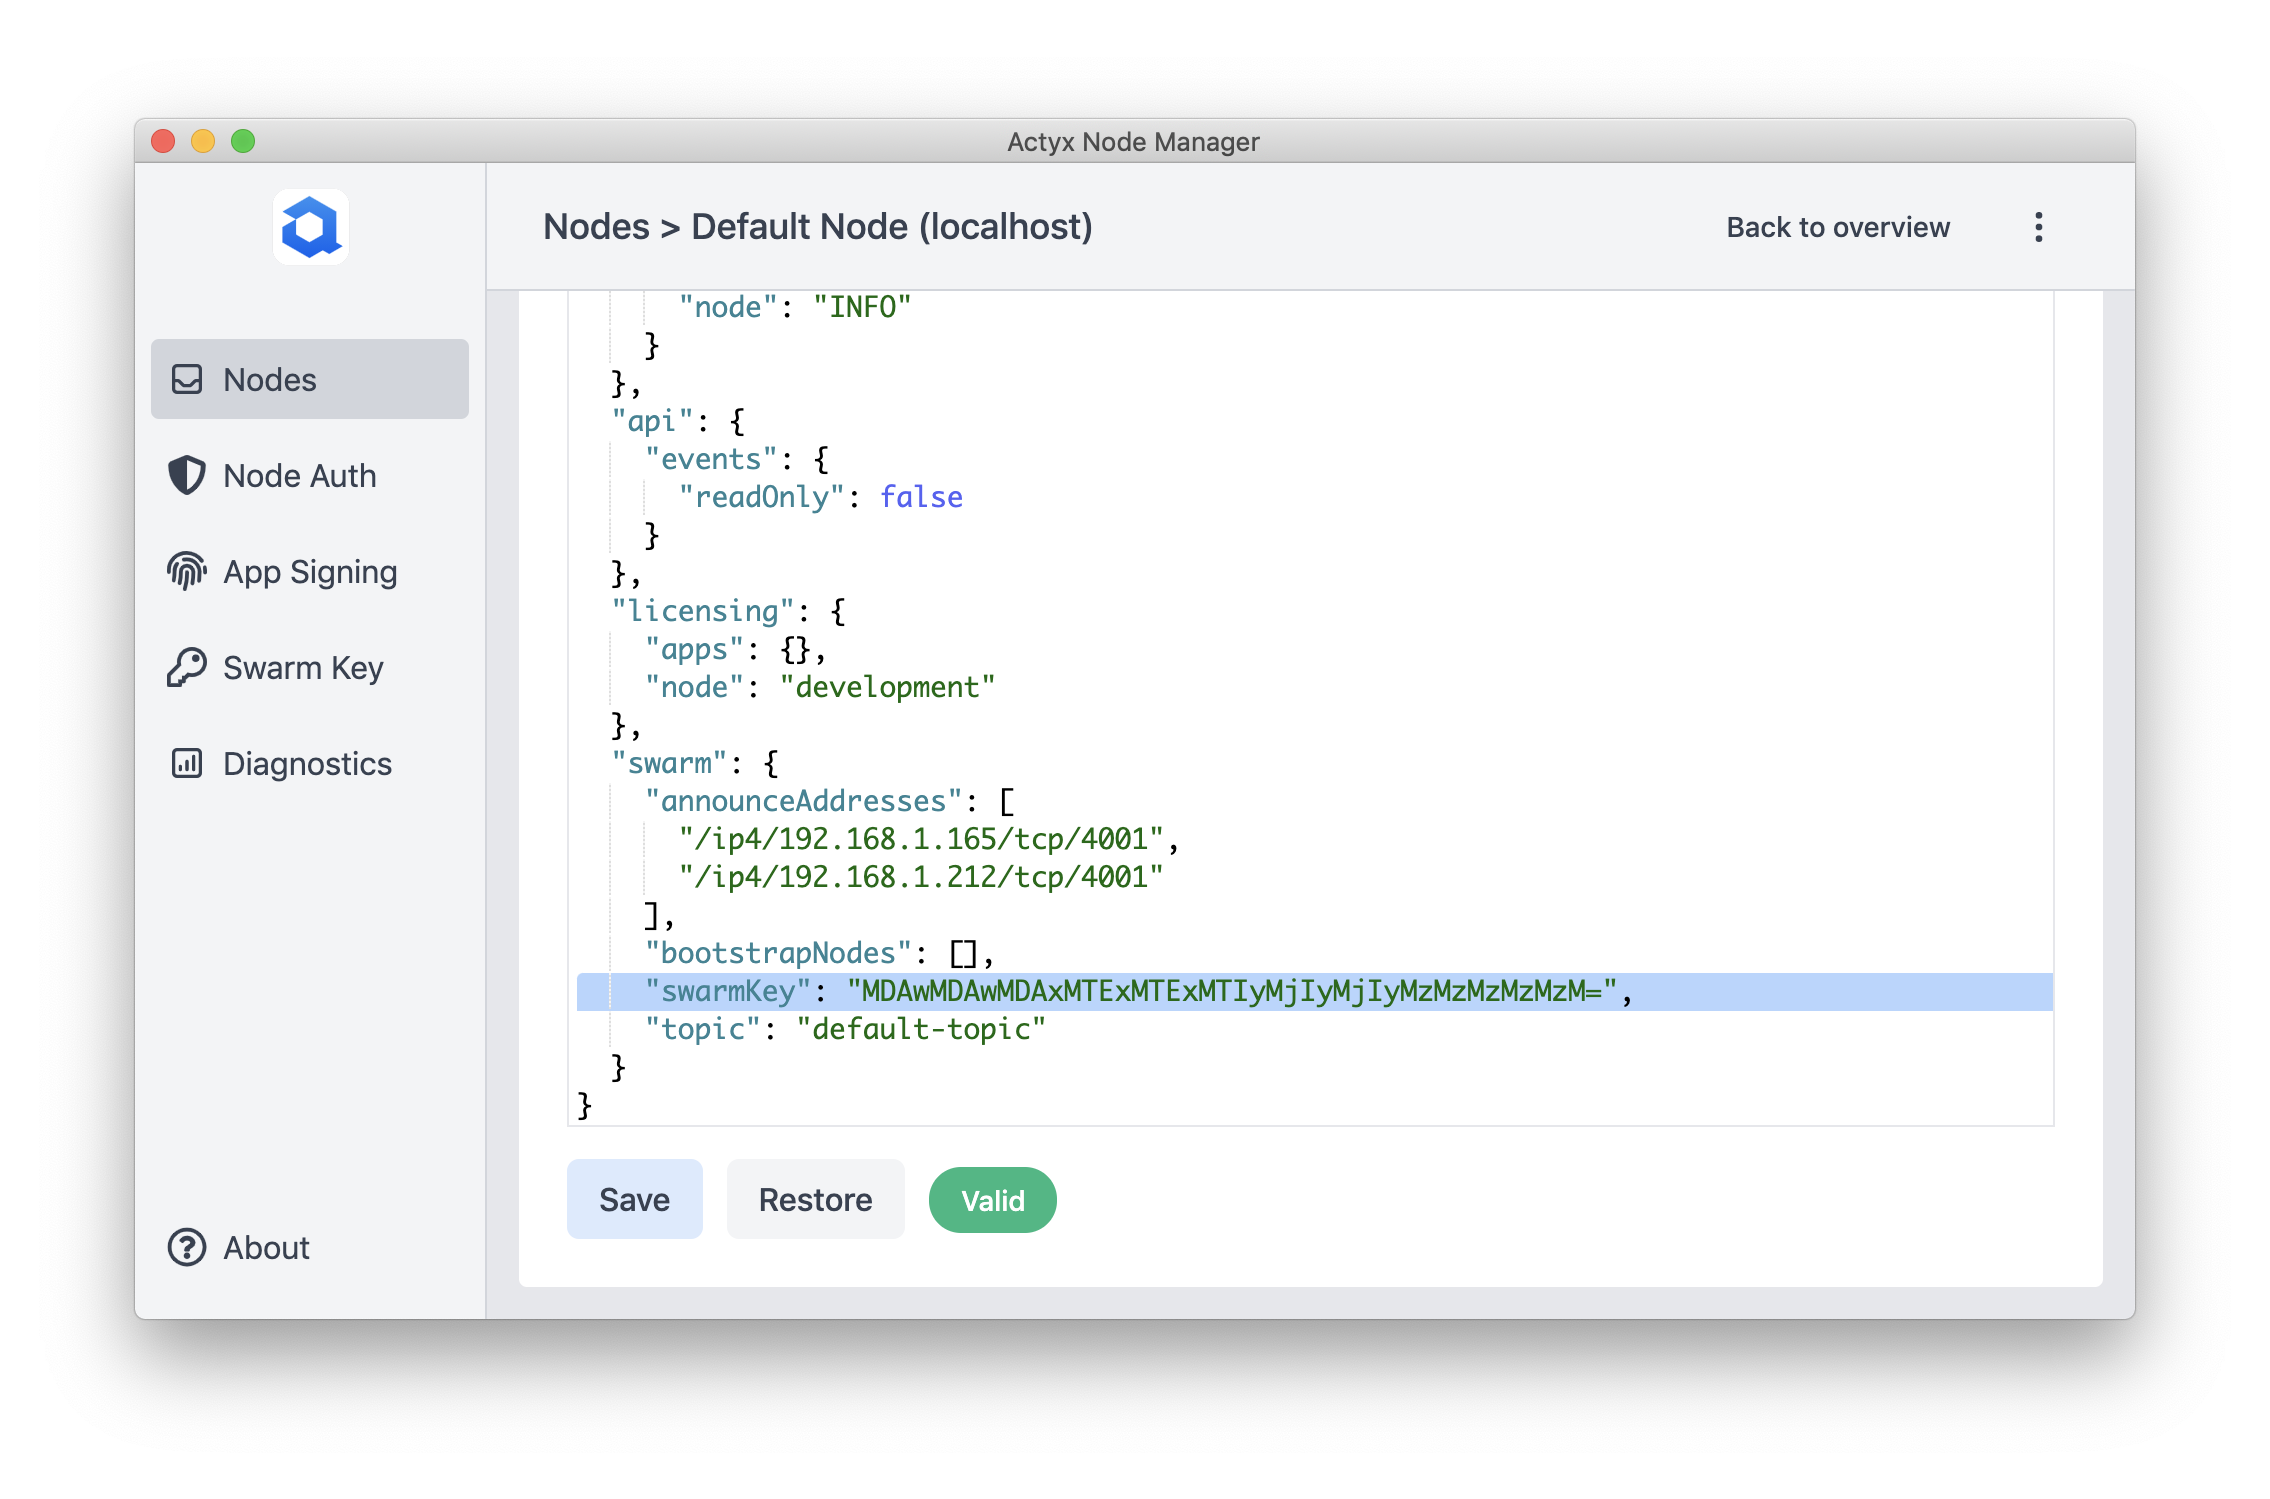 Actyx Node Manager
Nodes > Default Node (localhost)
Back to overview
Nodes
Node Auth
App Signing
Swarm Key
Diagnostics
About
"node": "INFO"
}
},
"api": {
"events": {
"readOnly": false
}
},
"licensing": {
"apps": {},
"node": "development"
},
"swarm": {
"announceAddresses": [
"/ip4/192.168.1.165/tcp/4001",
"/ip4/192.168.1.212/tcp/4001"
],
"bootstrapNodes": [],
"swarmKey": "MDAwMDAwMDAxMTExMTExMTIyMjIyMjIyMzMzMzMzMzM=",
"topic": "default-topic"
}
}
Save
Restore
Valid